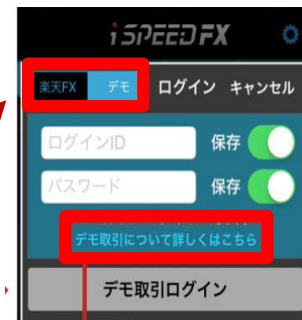 iSPEED FX
楽天FX デモ ログイン キャンセル
ログインID 保存
パスワード 保存
デモ取引について詳しくはこちら
デモ取引ログイン